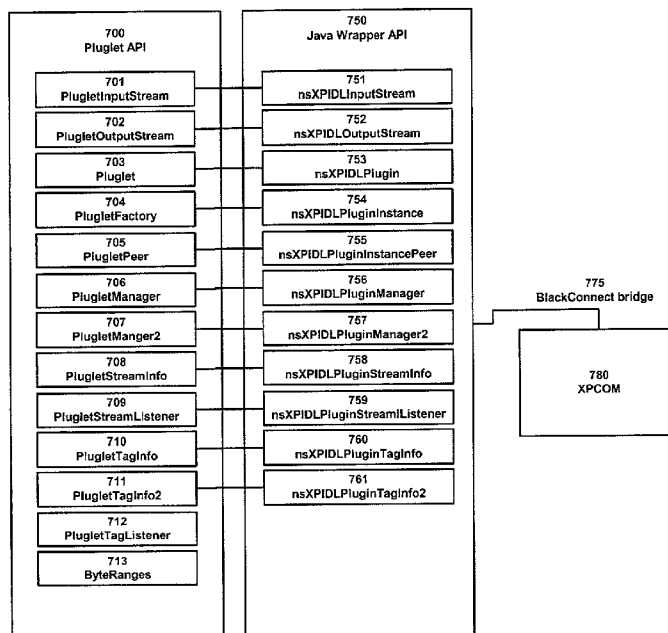 700
Pluglet API
701
PlugletInputStream
702
PlugletOutputStream
703
Pluglet
704
PlugletFactory
705
PlugletPeer
706
PlugletManager
707
PlugletManger2
708
PlugletStreamInfo
709
PlugletStreamListener
710
PlugletTagInfo
711
PlugletTagInfo2
712
PlugletTagListener
713
ByteRanges
750
Java Wrapper API
751
nsXPIDLInputStream
752
nsXPIDLOutputStream
753
nsXPIDLPlugin
754
nsXPIDLPluginInstance
755
nsXPIDLPluginInstancePeer
756
nsXPIDLPluginManager
757
nsXPIDLPluginManager2
758
nsXPIDLPluginStreamInfo
759
nsXPIDLPluginStreamlListener
760
nsXPIDLPluginTagInfo
761
nsXPIDLPluginTagInfo2
775
BlackConnect bridge
780
XPCOM